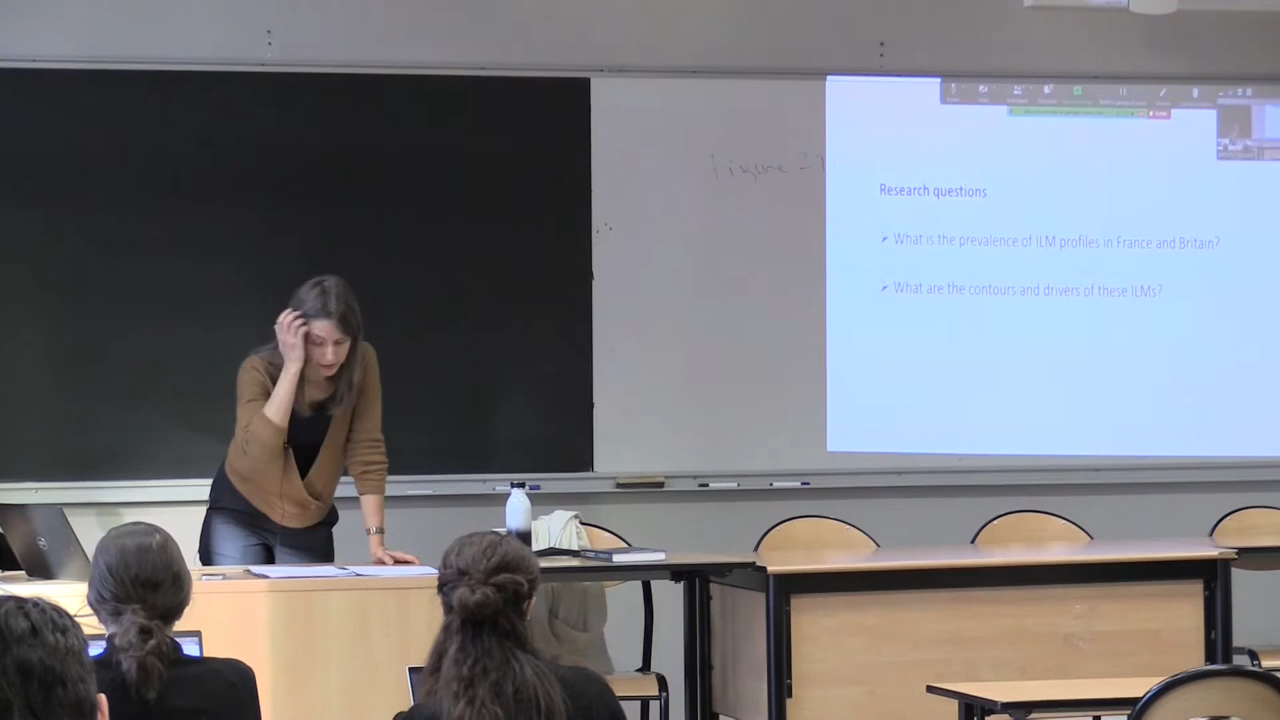 Figure
Research questions
➤ What is the prevalence of ILM profiles in France and Britain?
➤ What are the contours and drivers of these ILMs?